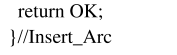 return OK;
}//Insert_Arc